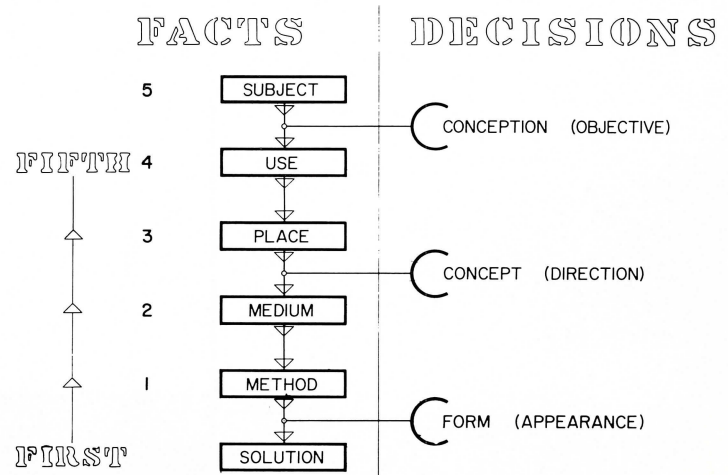 FACTS DECISIONS
5 SUBJECT
CONCEPTION (OBJECTIVE)
FIFTH 4 USE
3 PLACE
CONCEPT (DIRECTION)
2 MEDIUM
1 METHOD
FORM (APPEARANCE)
FIRST SOLUTION